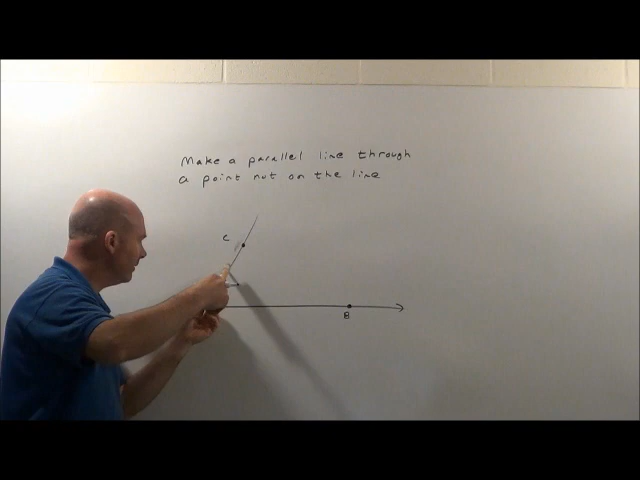 Make a parallel line through
a point not on the line
C
B